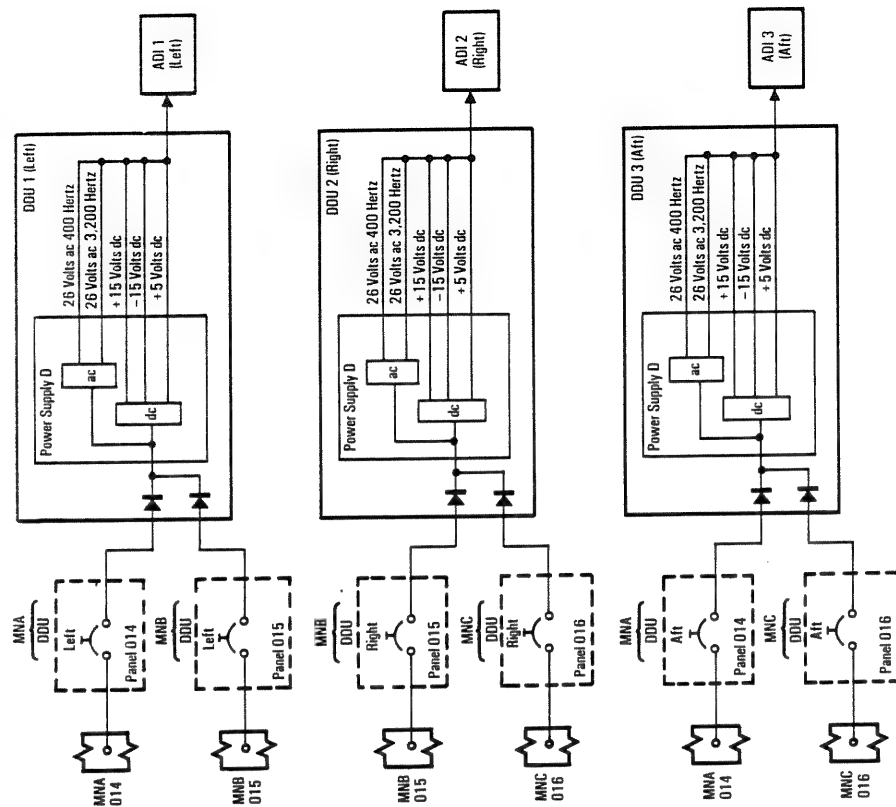 MNA
014
MNA
DDU
Left
Panel 014
MNB
015
MNB
DDU
Left
Panel 015
DDU 1 (Left)
Power Supply D
ac
dc
26 Volts ac 400 Hertz
26 Volts ac 3,200 Hertz
+ 15 Volts dc
– 15 Volts dc
+ 5 Volts dc
ADI 1
(Left)
MNB
015
MNB
DDU
Right
Panel 015
MNC
016
MNC
DDU
Right
Panel 016
DDU 2 (Right)
Power Supply D
ac
dc
26 Volts ac 400 Hertz
26 Volts ac 3,200 Hertz
+ 15 Volts dc
– 15 Volts dc
+ 5 Volts dc
ADI 2
(Right)
MNA
014
MNA
DDU
Aft
Panel 014
MNC
016
MNC
DDU
Aft
Panel 016
DDU 3 (Aft)
Power Supply D
ac
dc
26 Volts ac 400 Hertz
26 Volts ac 3,200 Hertz
+ 15 Volts dc
– 15 Volts dc
+ 5 Volts dc
ADI 3
(Aft)